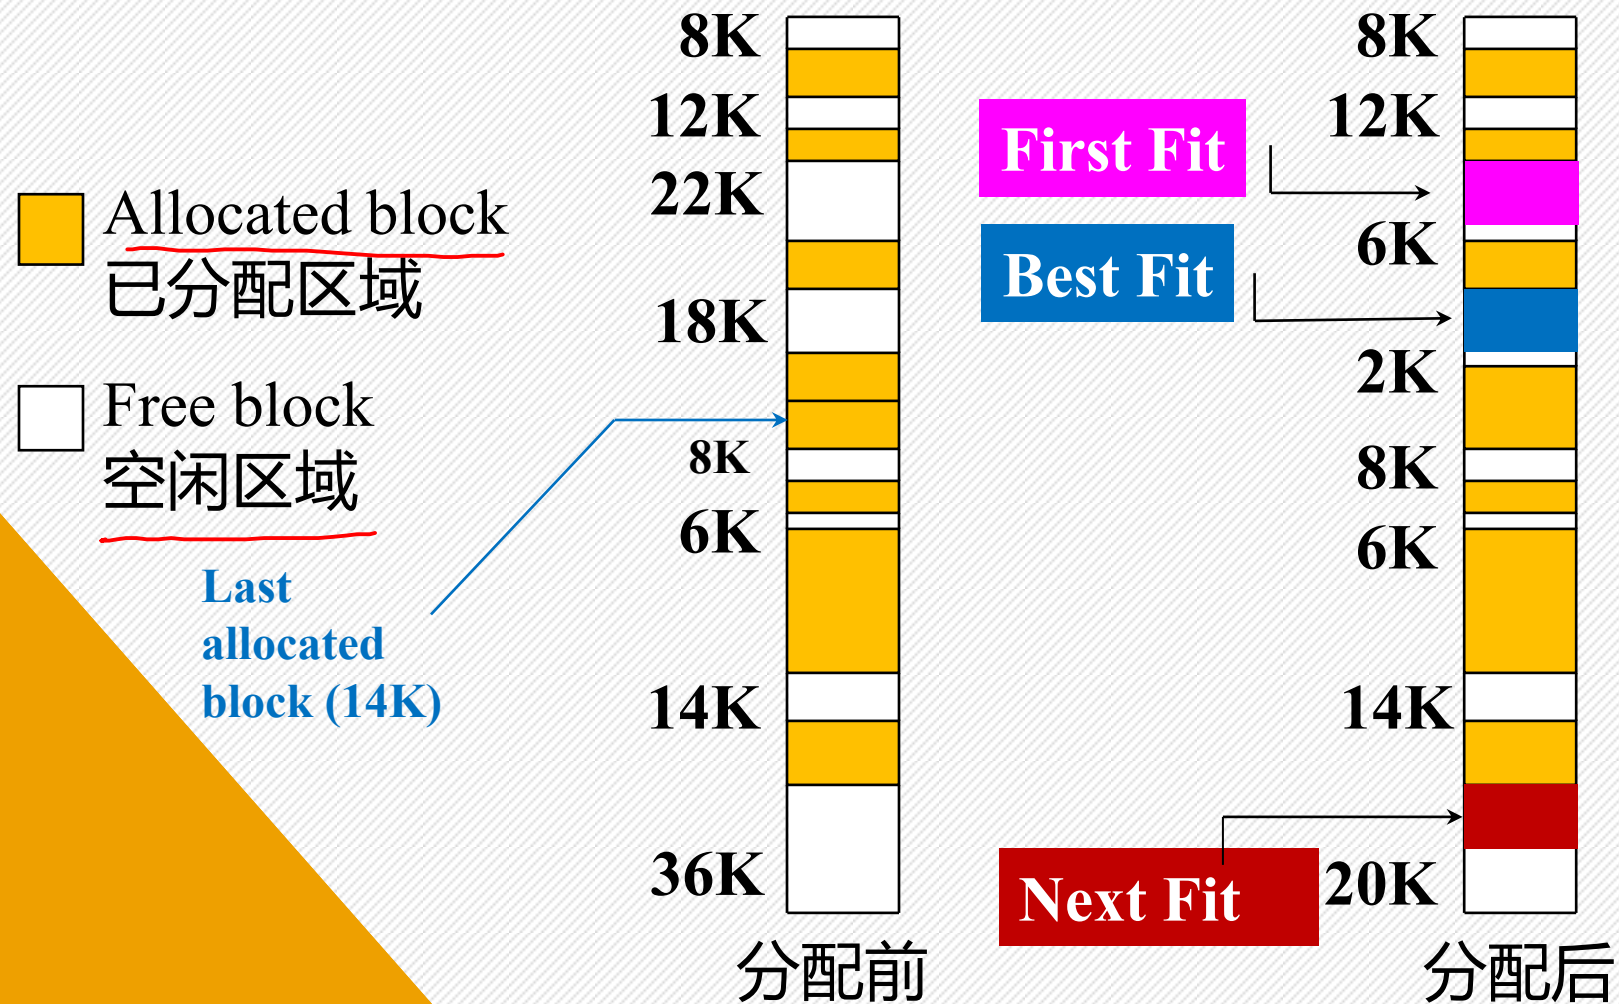 Allocated block
已分配区域
Free block
空闲区域
Last
allocated
block (14K)
8K
12K
22K
18K
8K
6K
14K
36K
分配前
First Fit
Best Fit
Next Fit
8K
12K
6K
2K
8K
6K
14K
20K
分配后